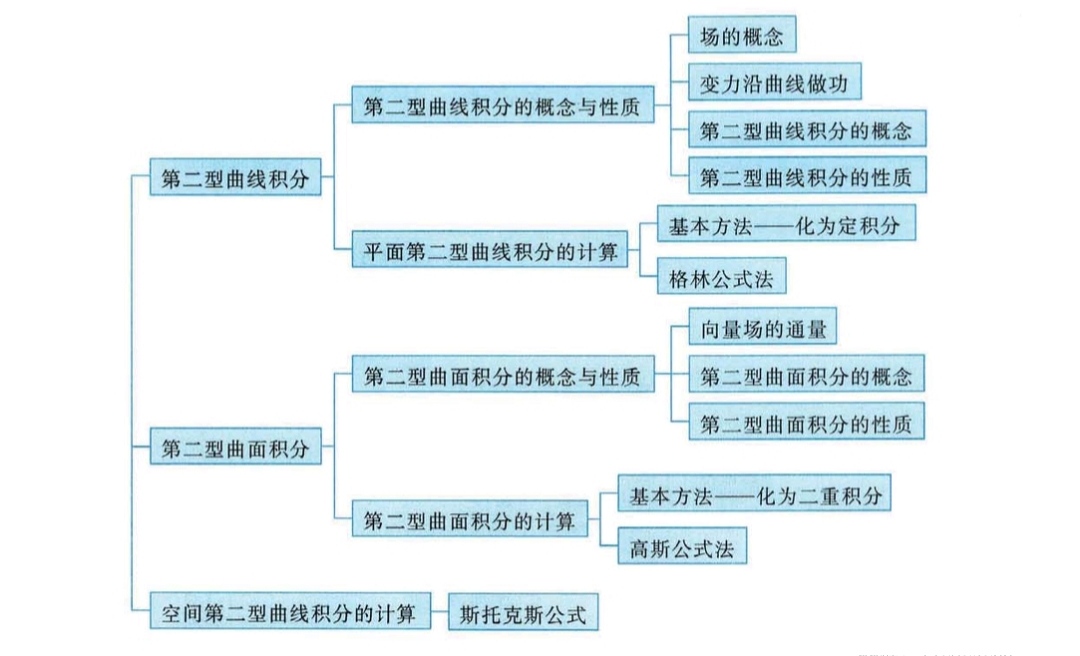 场的概念
变力沿曲线做功
第二型曲线积分的概念与性质
第二型曲线积分的概念
第二型曲线积分的性质
第二型曲线积分
基本方法——化为定积分
平面第二型曲线积分的计算
格林公式法
向量场的通量
第二型曲面积分的概念与性质
第二型曲面积分的概念
第二型曲面积分的性质
第二型曲面积分
基本方法——化为二重积分
第二型曲面积分的计算
高斯公式法
空间第二型曲线积分的计算
斯托克斯公式